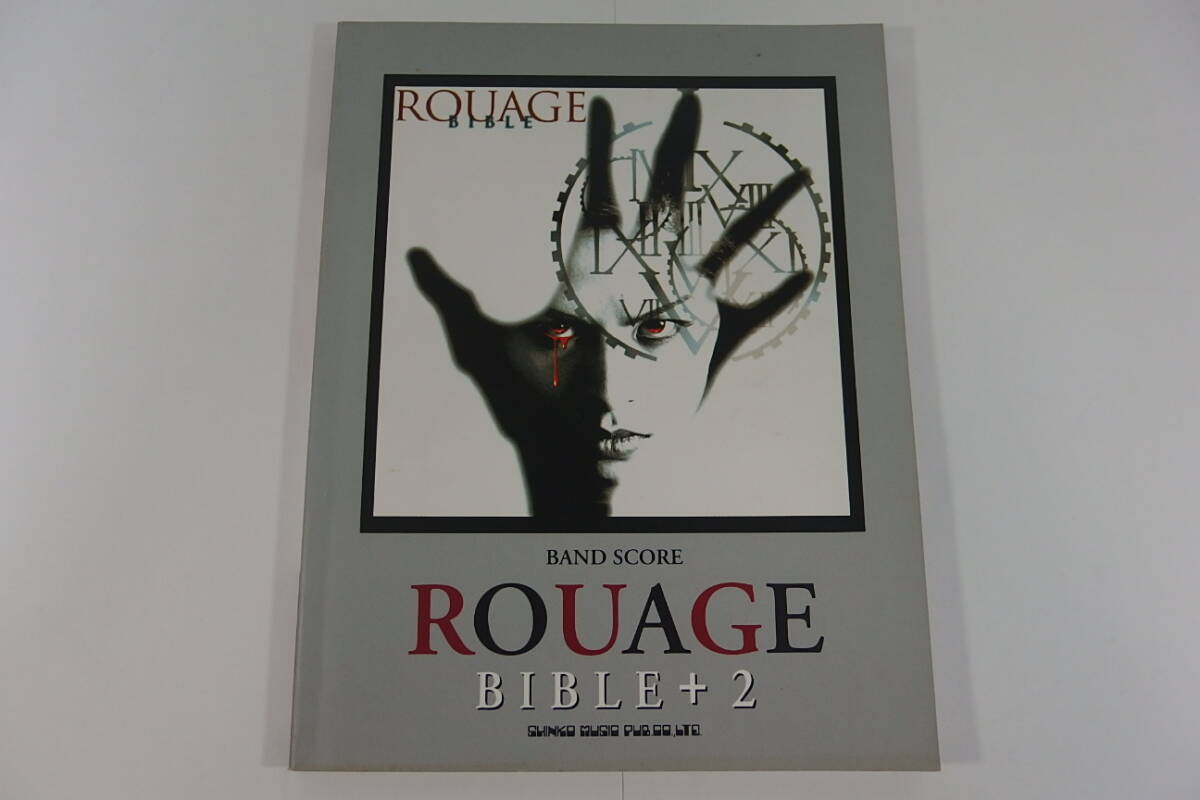 ROUAGE
BIBLE
BAND SCORE
ROUAGE
BIBLE + 2
SHINKO MUSIC PUB.CO.,LTD.